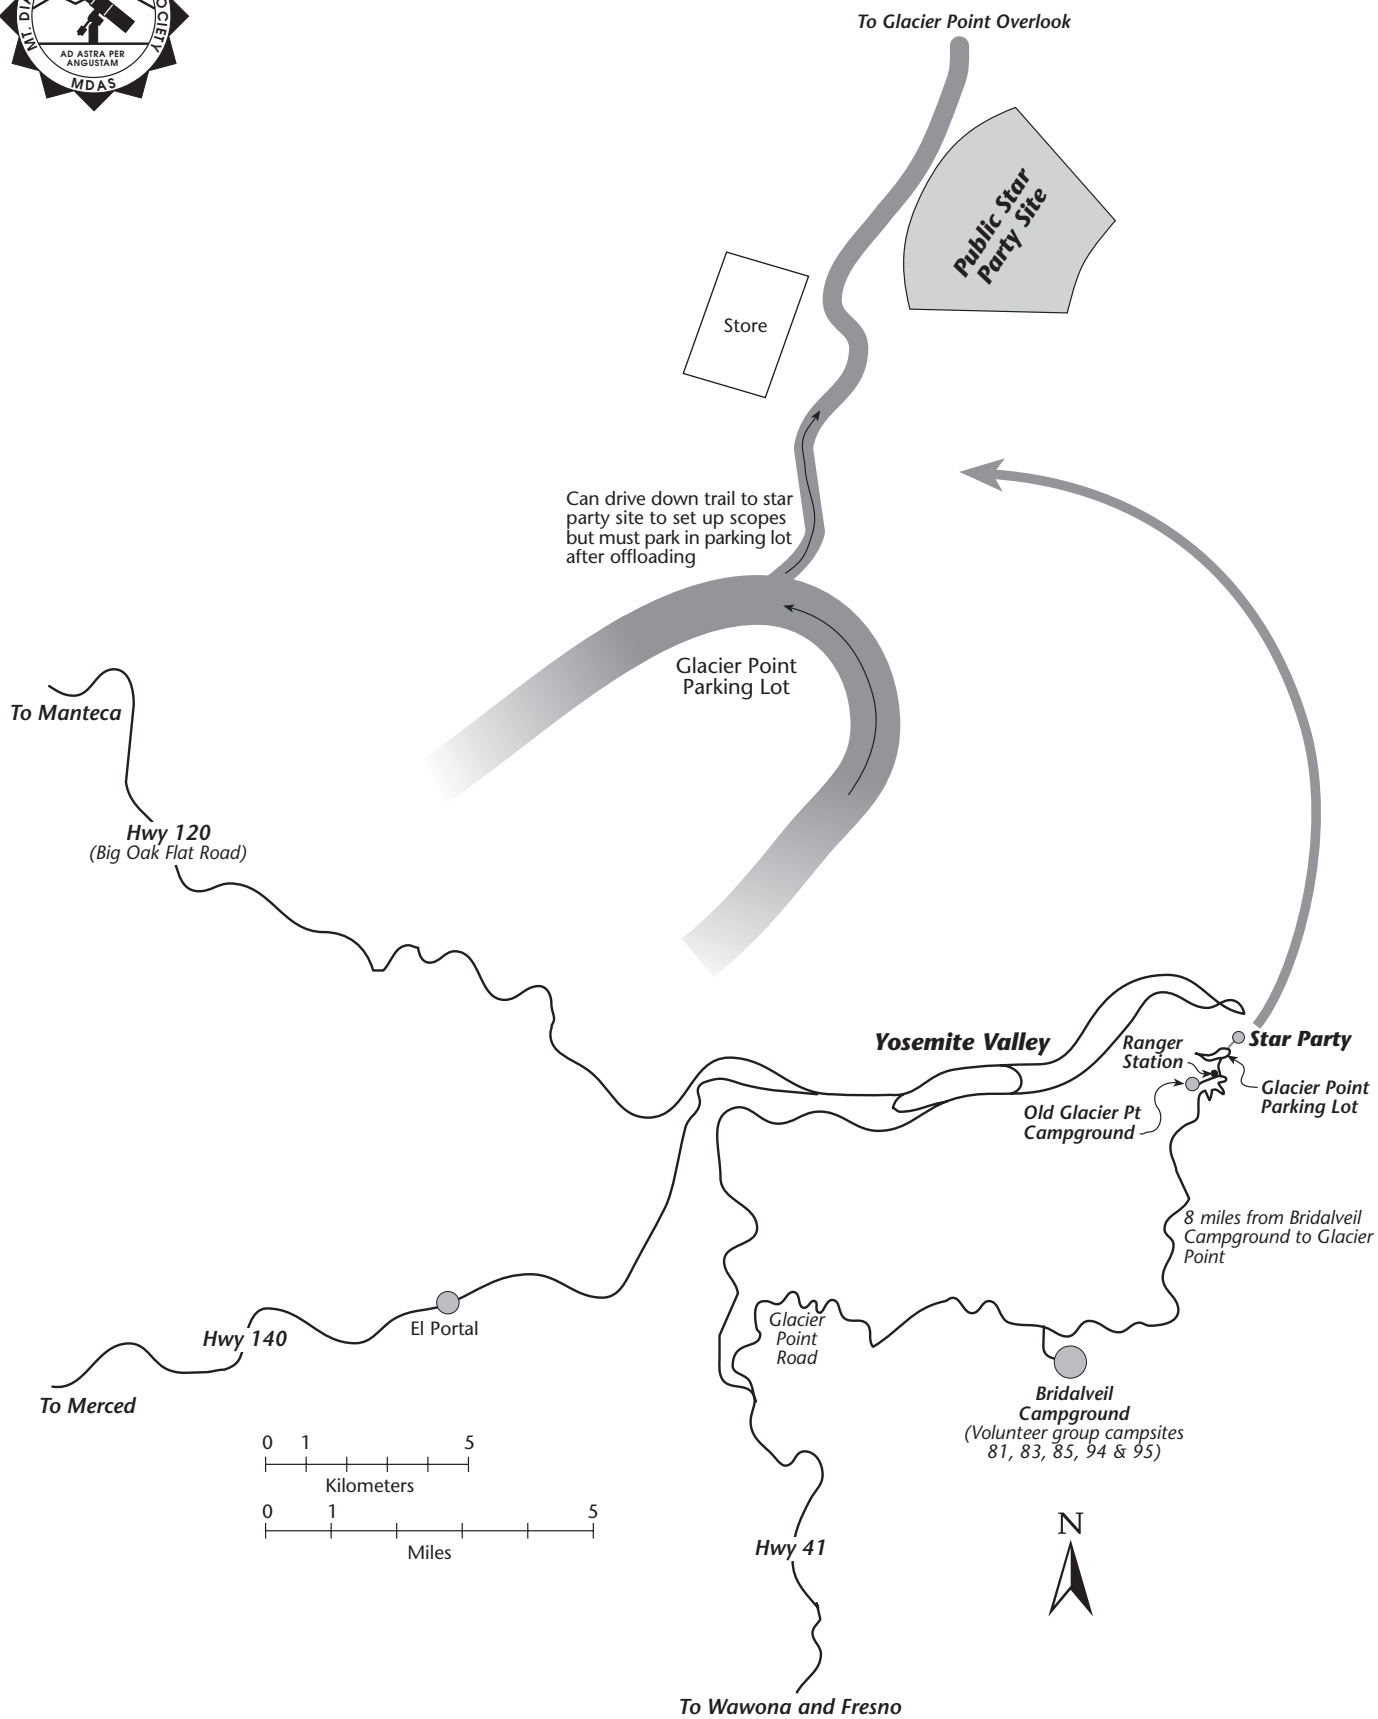 MT. DIA
OCIETY
AD ASTRA PER
ANGUSTAM
MDAS
To Glacier Point Overlook
Public Star
Party Site
Store
Can drive down trail to star
party site to set up scopes
but must park in parking lot
after offloading
Glacier Point
Parking Lot
To Manteca
Hwy 120
(Big Oak Flat Road)
Yosemite Valley
Ranger
Station
Star Party
Glacier Point
Parking Lot
Old Glacier Pt
Campground
8 miles from Bridalveil
Campground to Glacier
Point
El Portal
Hwy 140
To Merced
Glacier
Point
Road
Bridalveil
Campground
(Volunteer group campsites
81, 83, 85, 94 & 95)
0 1 5
Kilometers
0 1 5
Miles
N
Hwy 41
To Wawona and Fresno